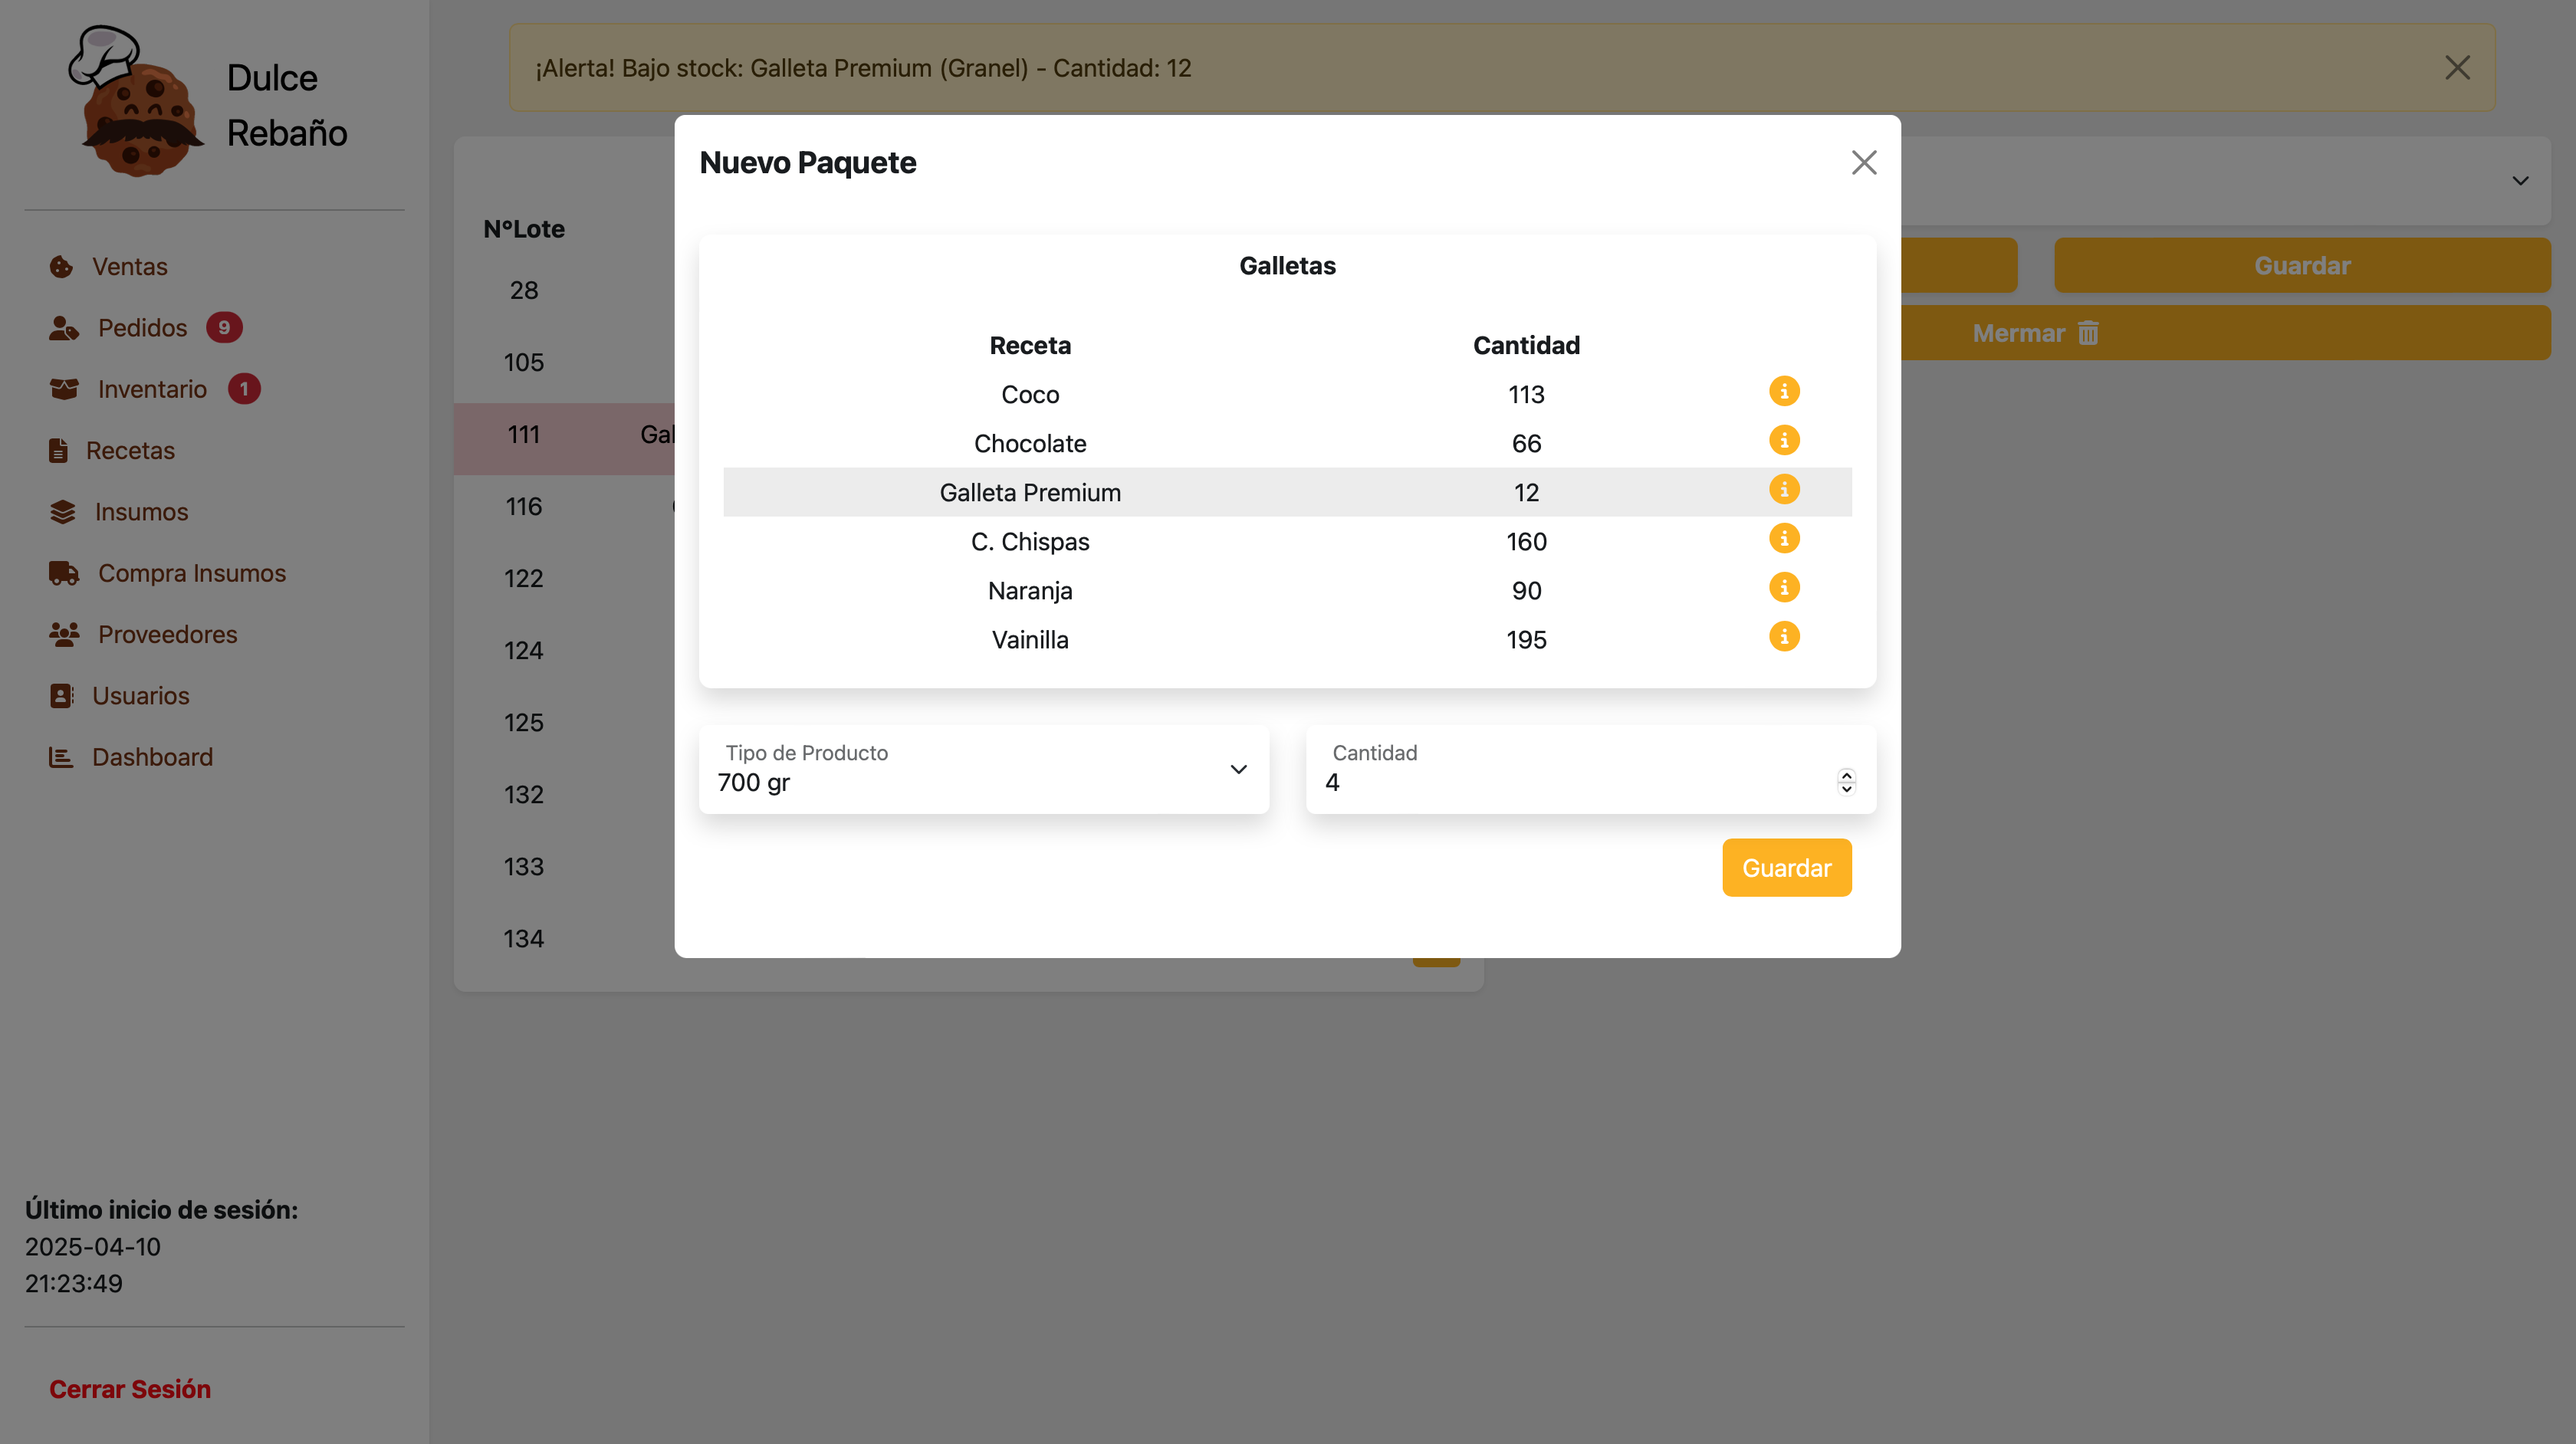 Dulce
Rebaño
Ventas
Pedidos 9
Inventario 1
Recetas
Insumos
Compra Insumos
Proveedores
Usuarios
Dashboard
Último inicio de sesión:
2025-04-10
21:23:49
Cerrar Sesión
¡Alerta! Bajo stock: Galleta Premium (Granel) - Cantidad: 12
N°Lote
28
105
111 Gal
116
122
124
125
132
133
134
Guardar
Mermar
Nuevo Paquete
Galletas
Receta Cantidad
Coco 113
Chocolate 66
Galleta Premium 12
C. Chispas 160
Naranja 90
Vainilla 195
Tipo de Producto
700 gr
Cantidad
4
Guardar